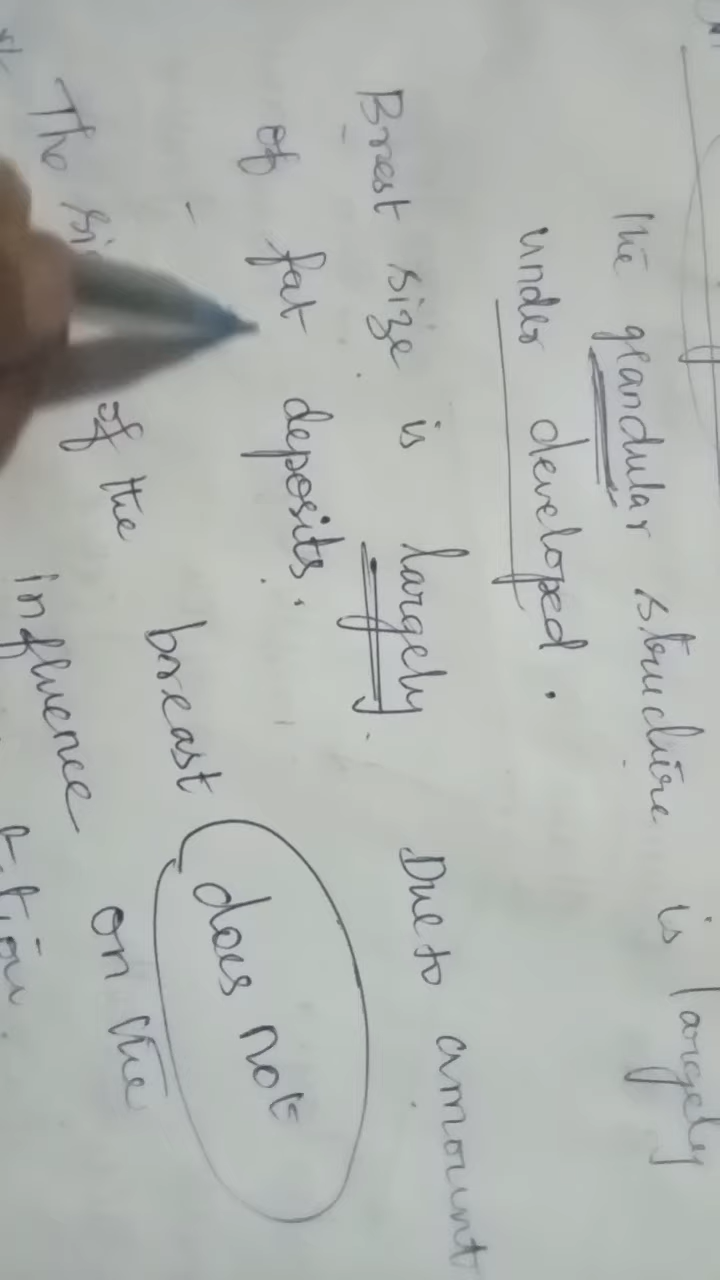 The glandular structure is largely
under developed.
Breast size is largely. Due to amount
of fat deposits.
The of the breast does not
influence on the